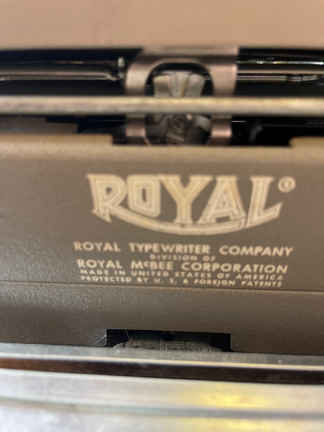 ROYAL®
ROYAL TYPEWRITER COMPANY
DIVISION OF
ROYAL McBEE CORPORATION
MADE IN UNITED STATES OF AMERICA
PROTECTED BY U. S. & FOREIGN PATENTS